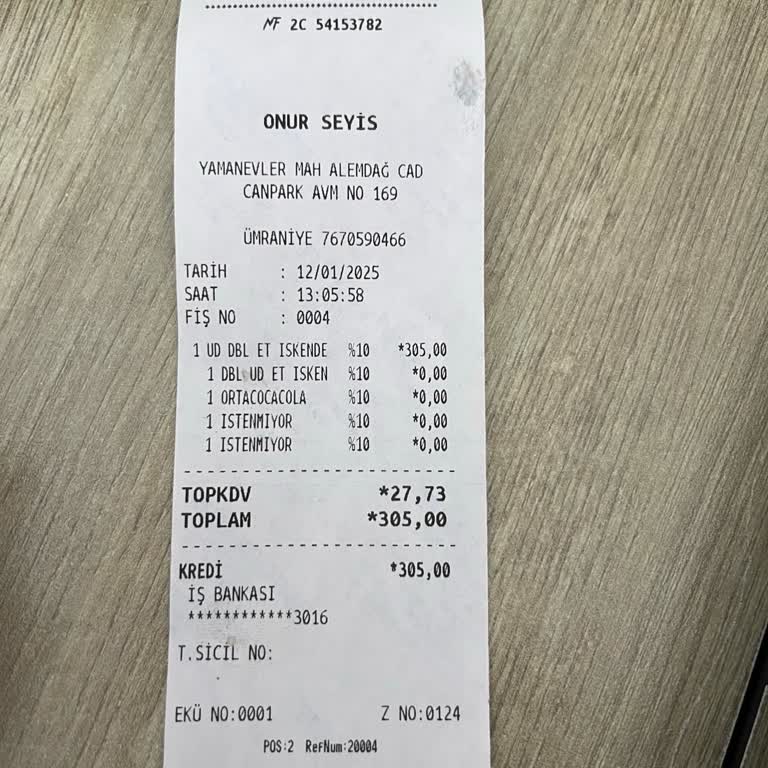 MF 2C 54153782
ONUR SEYİS
YAMANEVLER MAH ALEMDAĞ CAD
CANPARK AVM NO 169
ÜMRANİYE 7670590466
TARİH : 12/01/2025
SAAT : 13:05:58
FİŞ NO : 0004
1 UD DBL ET ISKENDE %10 *305,00
1 DBL UD ET ISKEN %10 *0,00
1 ORTACOCACOLA %10 *0,00
1 ISTENMIYOR %10 *0,00
1 ISTENMIYOR %10 *0,00
TOPKDV *27,73
TOPLAM *305,00
KREDİ *305,00
İŞ BANKASI
************3016
T.SİCİL NO:
EKÜ NO:0001 Z NO:0124
POS:2 RefNum:20004